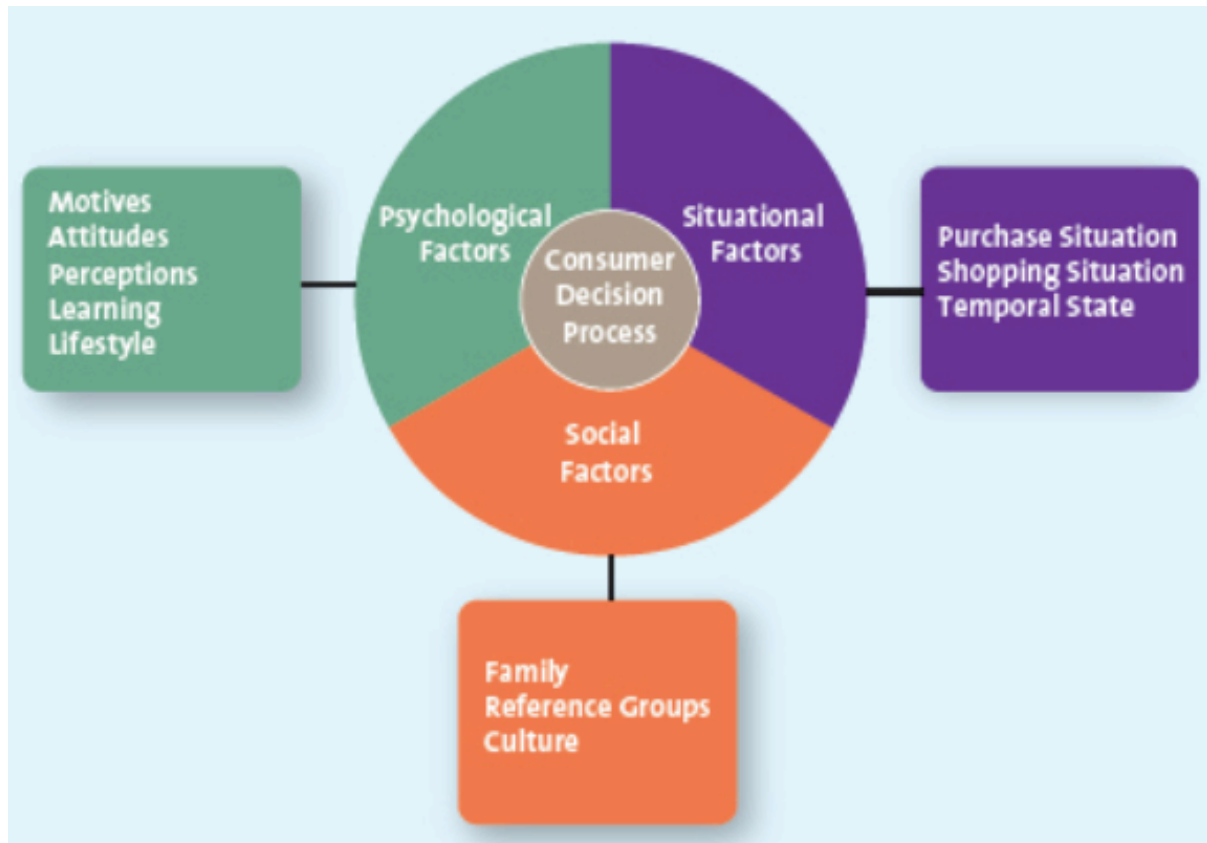 Motives
Attitudes
Perceptions
Learning
Lifestyle
Psychological
Factors
Situational
Factors
Consumer
Decision
Process
Social
Factors
Purchase Situation
Shopping Situation
Temporal State
Family
Reference Groups
Culture